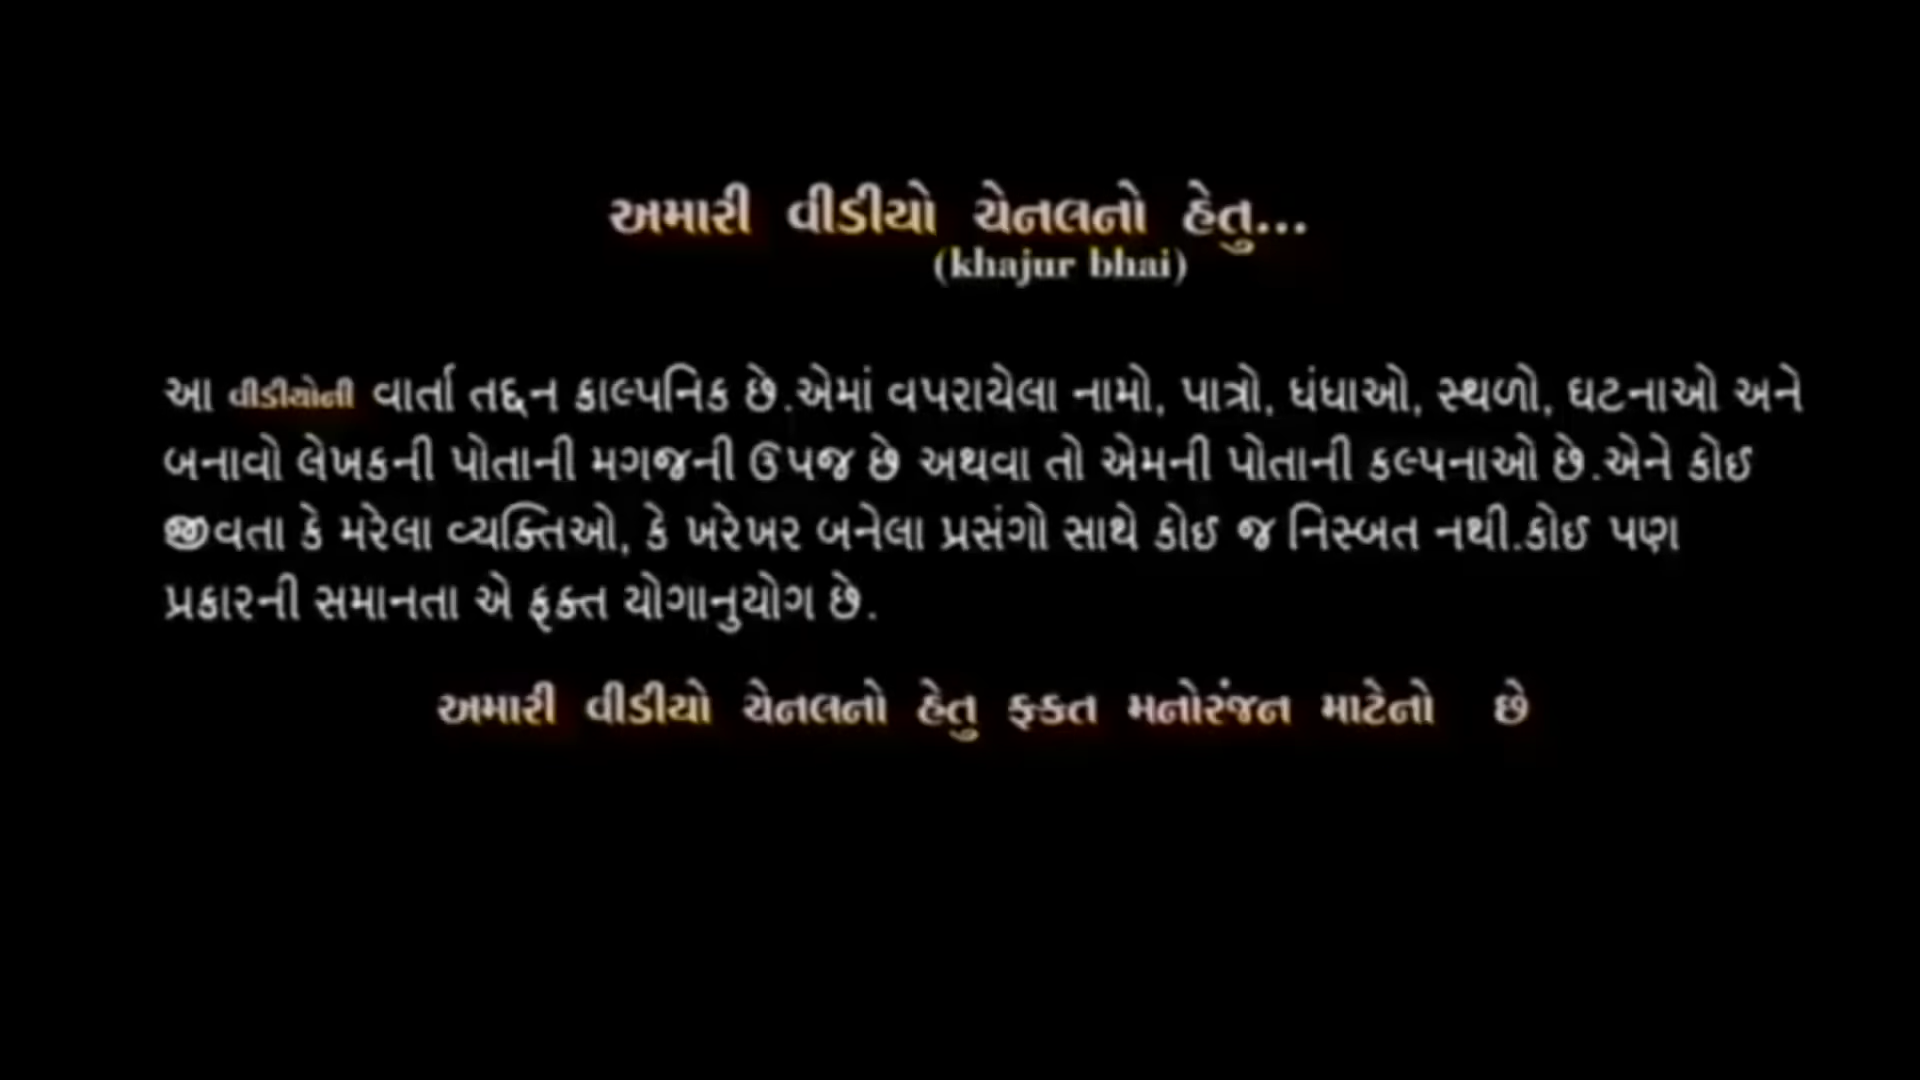 અમારી વીડીયો ચેનલનો હેતુ...
(khajur bhai)
આ વીડીયોની વાર્તા તદ્દન કાલ્પનિક છે.એમાં વપરાયેલા નામો, પાત્રો, ધંધાઓ, સ્થળો, ઘટનાઓ અને
બનાવો લેખકની પોતાની મગજની ઉપજ છે અથવા તો એમની પોતાની કલ્પનાઓ છે.એને કોઈ
જીવતા કે મરેલા વ્યક્તિઓ, કે ખરેખર બનેલા પ્રસંગો સાથે કોઈ જ નિસ્બત નથી.કોઈ પણ
પ્રકારની સમાનતા એ ફક્ત યોગાનુયોગ છે.
અમારી વીડીયો ચેનલનો હેતુ ફકત મનોરંજન માટેનો છે